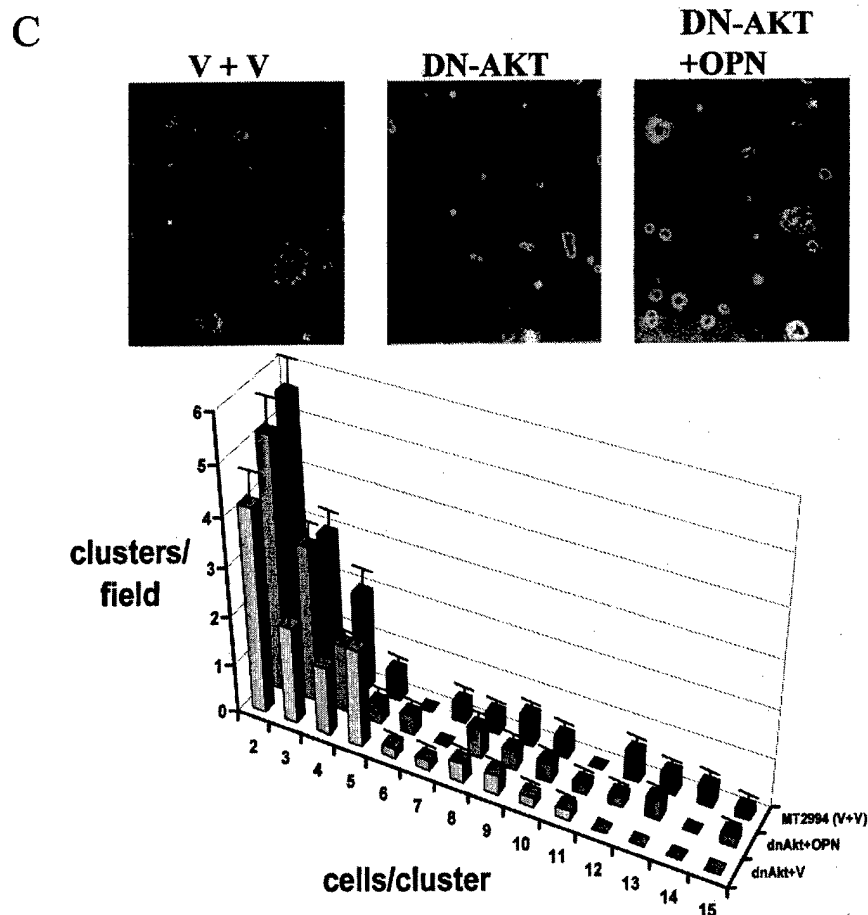 C
V + V
DN-AKT
DN-AKT
+OPN
6
5
4
3
2
1
0
clusters/
field
2
3
4
5
6
7
8
9
10
11
12
13
14
15
MT2994 (V+V)
dnAkt+OPN
dnAkt+V
cells/cluster